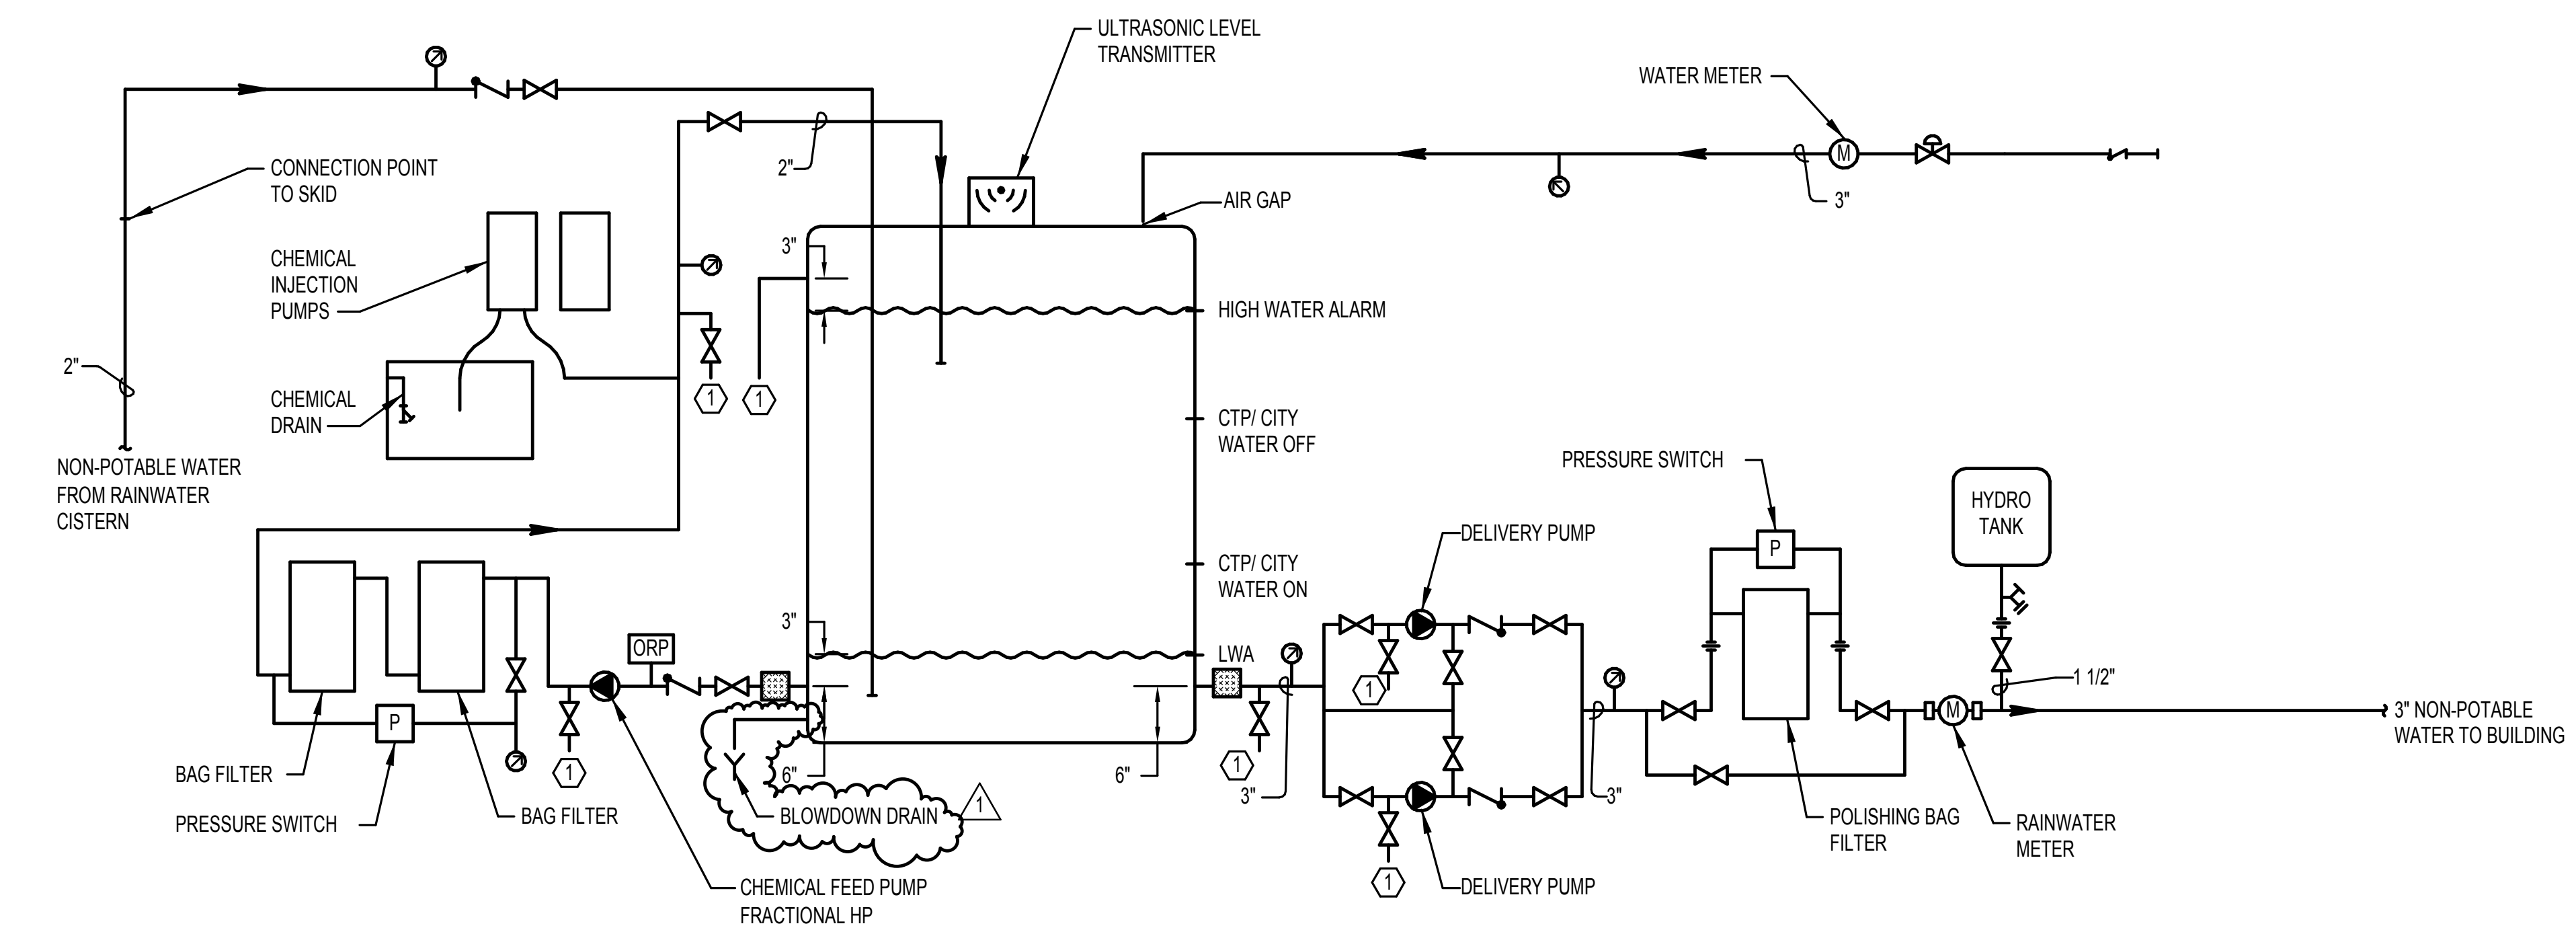 ULTRASONIC LEVEL
TRANSMITTER
WATER METER
M
3"
2"
CONNECTION POINT
TO SKID
AIR GAP
CHEMICAL
INJECTION
PUMPS
3"
HIGH WATER ALARM
2"
CHEMICAL
DRAIN
1
1
CTP/ CITY
WATER OFF
NON-POTABLE WATER
FROM RAINWATER
CISTERN
PRESSURE SWITCH
HYDRO
TANK
DELIVERY PUMP
P
CTP/ CITY
WATER ON
3"
ORP
LWA
1
1 1/2"
P
M
3" NON-POTABLE
WATER TO BUILDING
BAG FILTER
1
6"
6"
1
3"
3"
PRESSURE SWITCH
BAG FILTER
BLOWDOWN DRAIN
1
POLISHING BAG
FILTER
RAINWATER
METER
CHEMICAL FEED PUMP
FRACTIONAL HP
1
DELIVERY PUMP